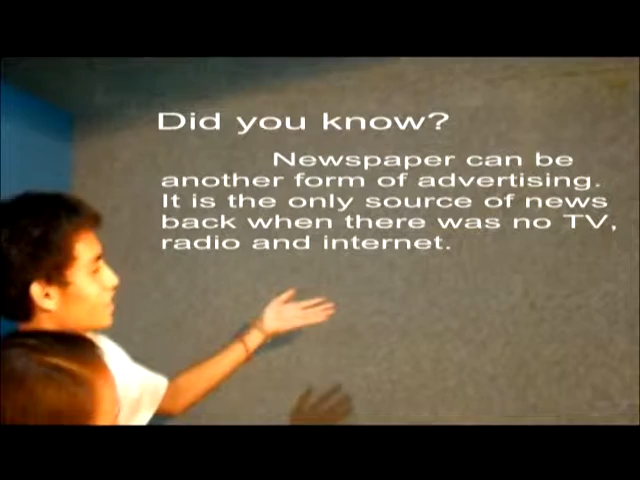 Did you know?
Newspaper can be
another form of advertising.
It is the only source of news
back when there was no TV,
radio and internet.